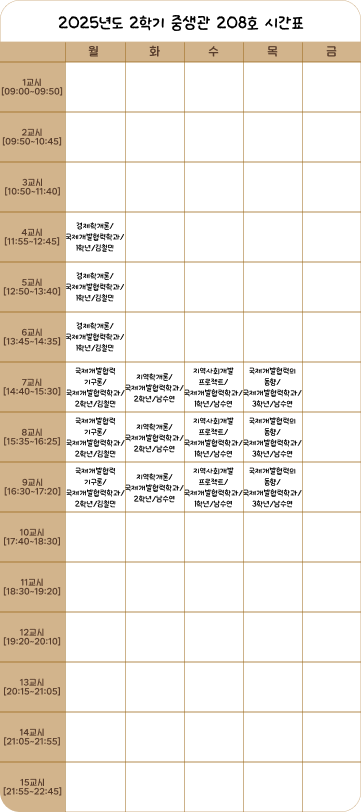 2025년도 2학기 중생관 208호 시간표
월 화 수 목 금
1교시
[09:00~09:50]
2교시
[09:50~10:45]
3교시
[10:50~11:40]
4교시
[11:55~12:45]
경제학개론/
국제개발협력학과/
1학년/김철민
5교시
[12:50~13:40]
경제학개론/
국제개발협력학과/
1학년/김철민
6교시
[13:45~14:35]
경제학개론/
국제개발협력학과/
1학년/김철민
7교시
[14:40~15:30]
국제개발협력
기구론/
국제개발협력학과/
2학년/김철민
지역학개론/
국제개발협력학과/
2학년/남수연
지역사회개발
프로젝트/
국제개발협력학과/
1학년/남수연
국제개발협력의
동향/
국제개발협력학과/
3학년/남수연
8교시
[15:35~16:25]
국제개발협력
기구론/
국제개발협력학과/
2학년/김철민
지역학개론/
국제개발협력학과/
2학년/남수연
지역사회개발
프로젝트/
국제개발협력학과/
1학년/남수연
국제개발협력의
동향/
국제개발협력학과/
3학년/남수연
9교시
[16:30~17:20]
국제개발협력
기구론/
국제개발협력학과/
2학년/김철민
지역학개론/
국제개발협력학과/
2학년/남수연
지역사회개발
프로젝트/
국제개발협력학과/
1학년/남수연
국제개발협력의
동향/
국제개발협력학과/
3학년/남수연
10교시
[17:40~18:30]
11교시
[18:30~19:20]
12교시
[19:20~20:10]
13교시
[20:15~21:05]
14교시
[21:05~21:55]
15교시
[21:55~22:45]